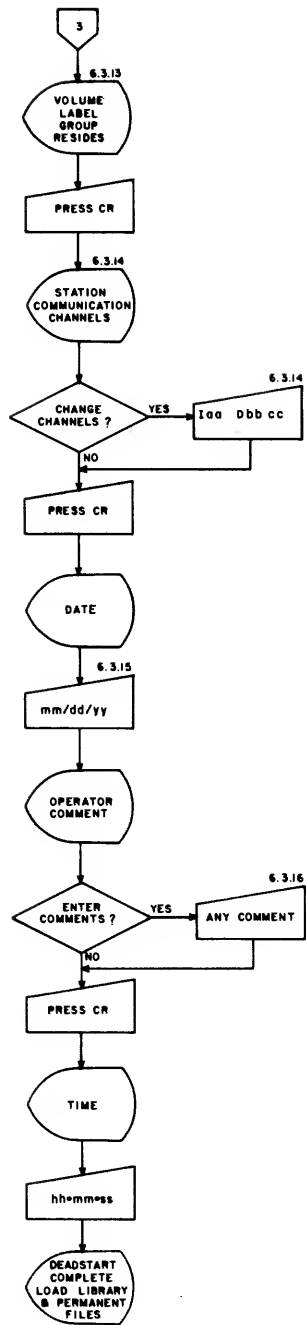 3
6.3.13
VOLUME
LABEL
GROUP
RESIDES
PRESS CR
6.3.14
STATION
COMMUNICATION
CHANNELS
CHANGE
CHANNELS ?
YES
6.3.14
Iaa Dbb cc
NO
PRESS CR
DATE
6.3.15
mm/dd/yy
OPERATOR
COMMENT
ENTER
COMMENTS ?
YES
6.3.16
ANY COMMENT
NO
PRESS CR
TIME
hh•mm•ss
DEADSTART
COMPLETE
LOAD LIBRARY
& PERMANENT
FILES